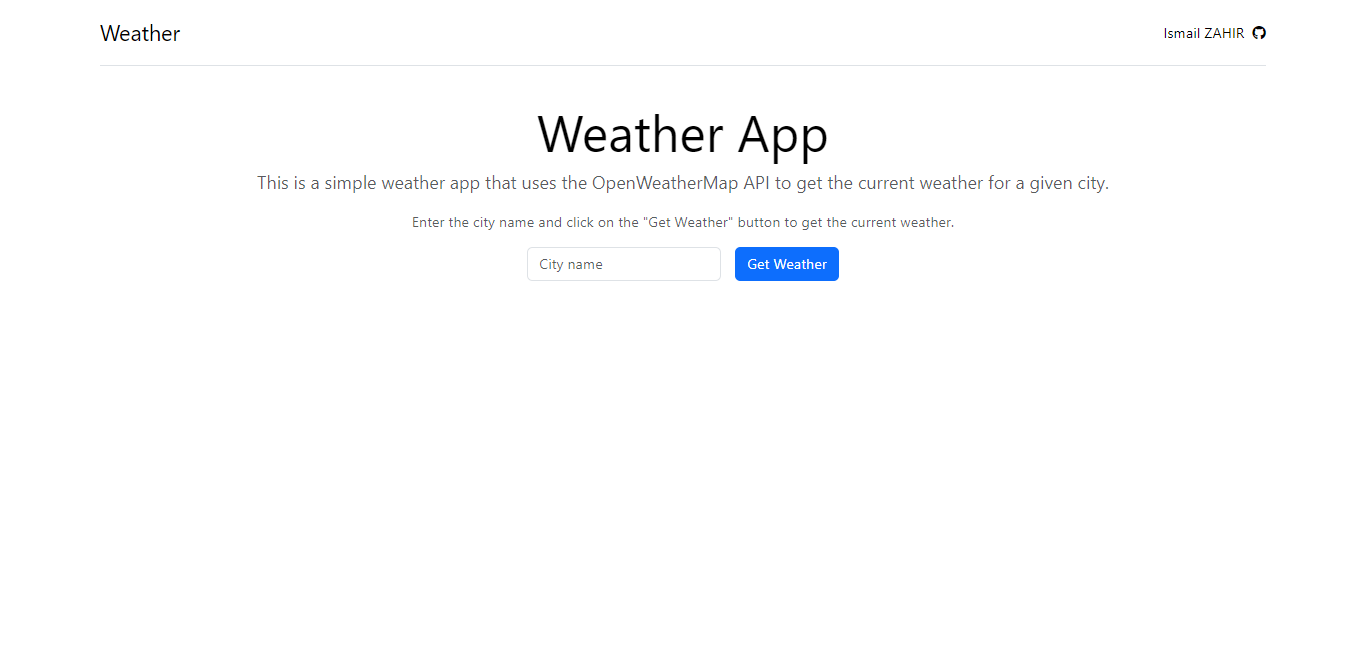 Weather
Ismail ZAHIR
Weather App
This is a simple weather app that uses the OpenWeatherMap API to get the current weather for a given city.
Enter the city name and click on the "Get Weather" button to get the current weather.
City name
Get Weather